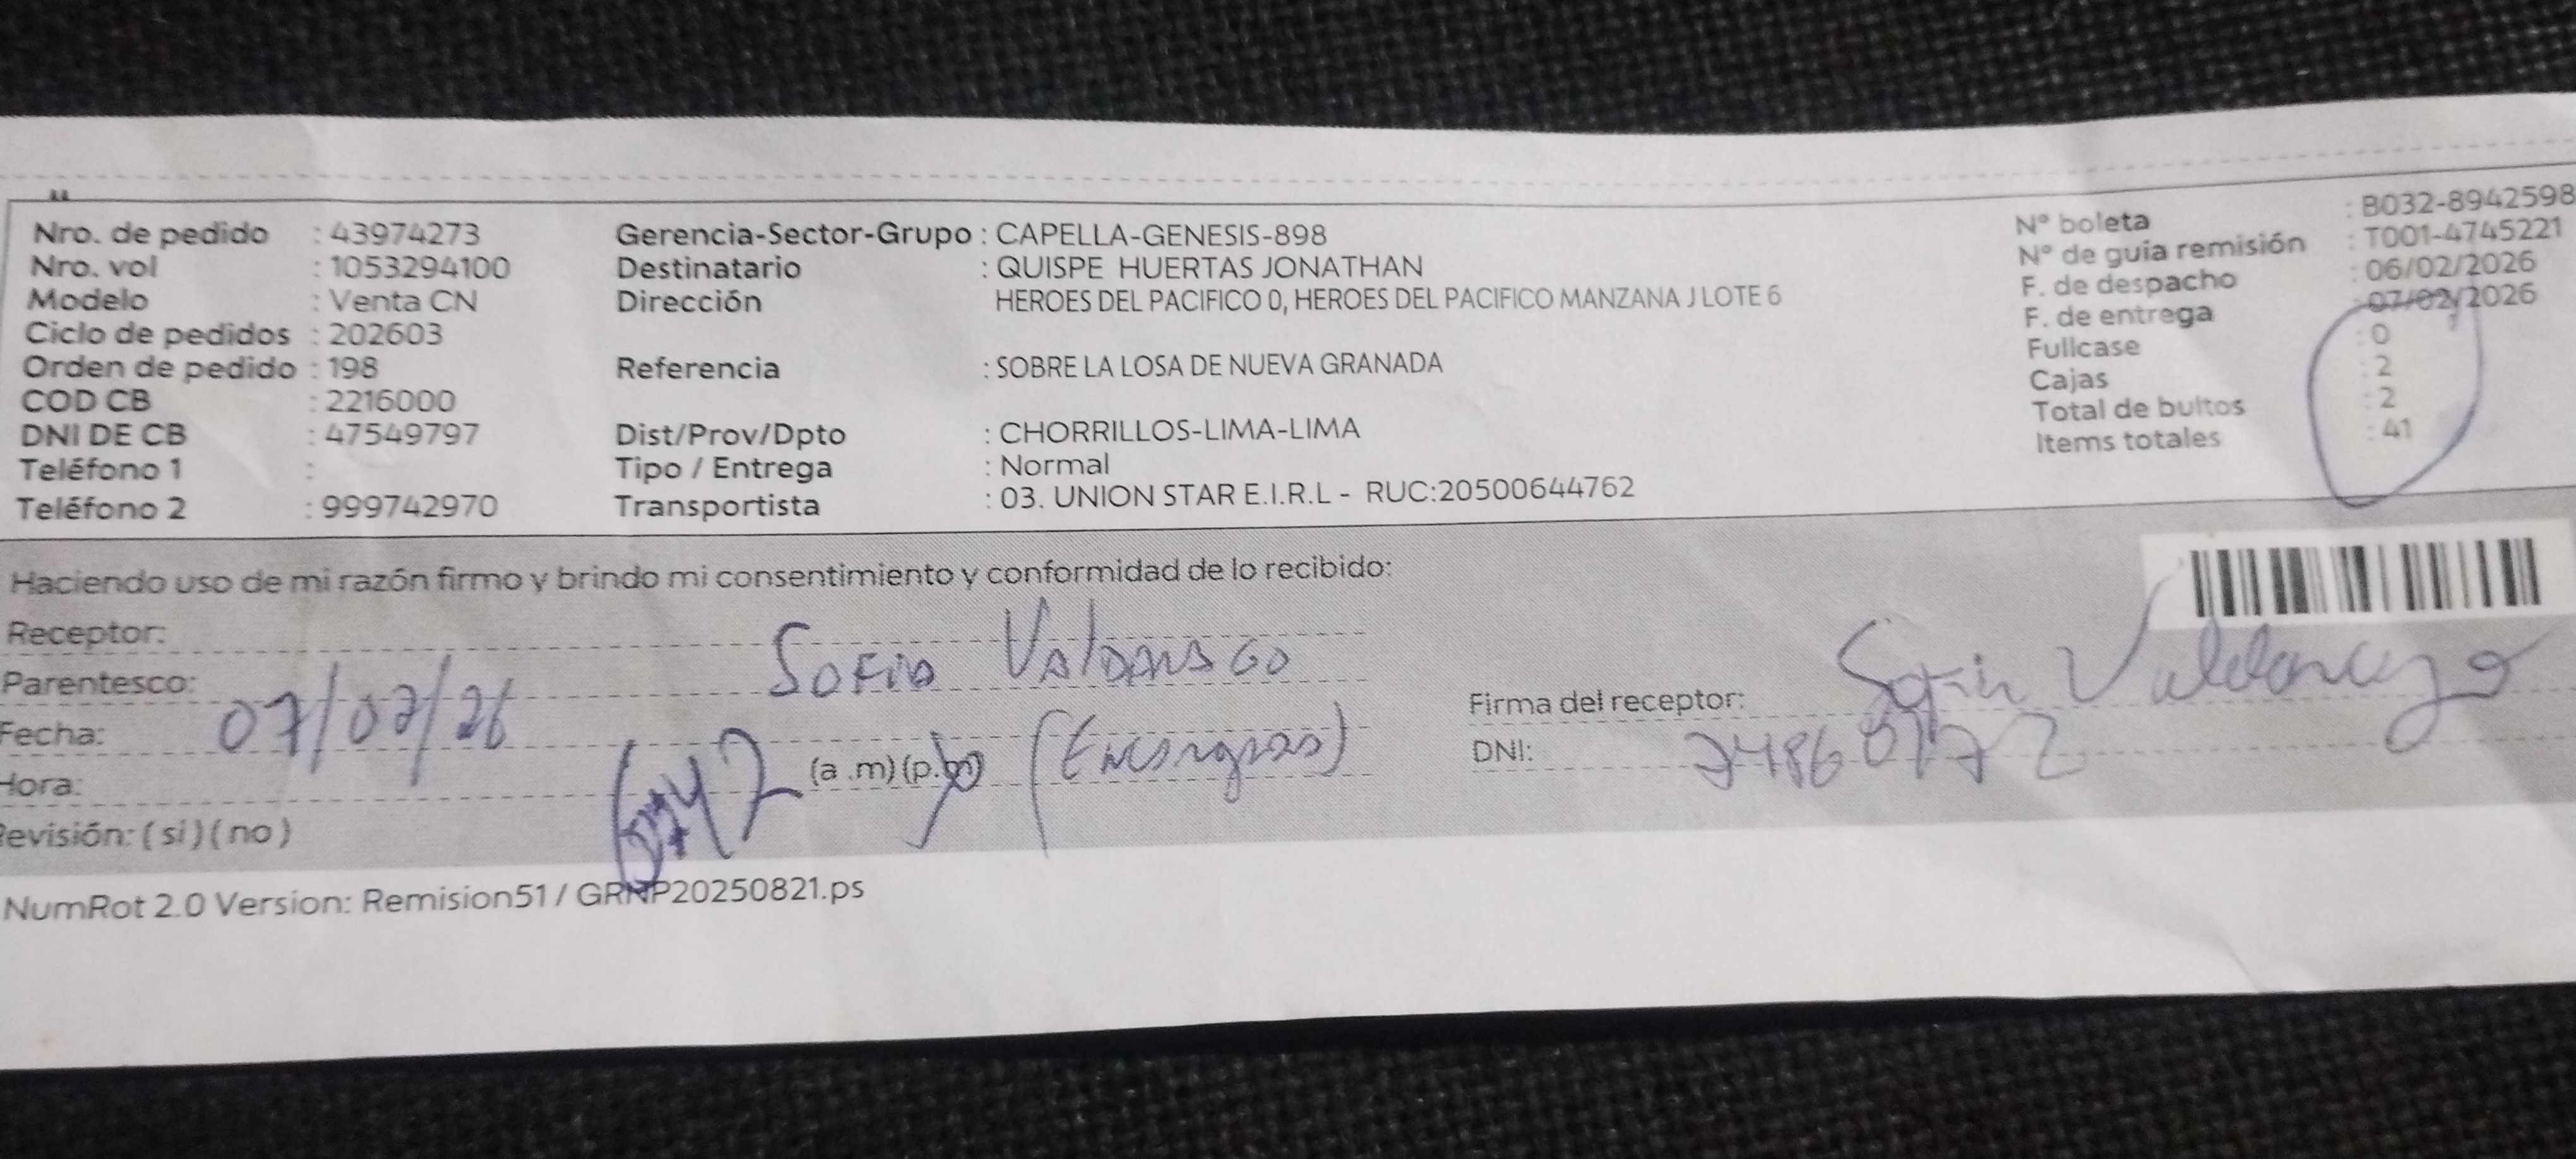 Nro. de pedido : 43974273
Nro. vol : 1053294100
Modelo : Venta CN
Ciclo de pedidos : 202603
Orden de pedido : 198
COD CB : 2216000
DNI DE CB : 47549797
Teléfono 1 :
Teléfono 2 : 999742970
Gerencia-Sector-Grupo : CAPELLA-GENESIS-898
Destinatario : QUISPE HUERTAS JONATHAN
Dirección HEROES DEL PACIFICO 0, HEROES DEL PACIFICO MANZANA J LOTE 6
Referencia : SOBRE LA LOSA DE NUEVA GRANADA
Dist/Prov/Dpto : CHORRILLOS-LIMA-LIMA
Tipo / Entrega : Normal
Transportista : 03. UNION STAR E.I.R.L - RUC:20500644762
N° boleta : B032-8942598
N° de guía remisión : T001-4745221
F. de despacho : 06/02/2026
F. de entrega : 07/02/2026
Fullcase : 0
Cajas : 2
Total de bultos : 2
Items totales : 41
Haciendo uso de mi razón firmo y brindo mi consentimiento y conformidad de lo recibido:
Receptor: Sofia
Parentesco:
Fecha: 07/02/26
Hora: (a .m) (p.m)
Revisión: ( si ) ( no )
Firma del receptor:
DNI:
NumRot 2.0 Version: Remision51 / GRNP20250821.ps